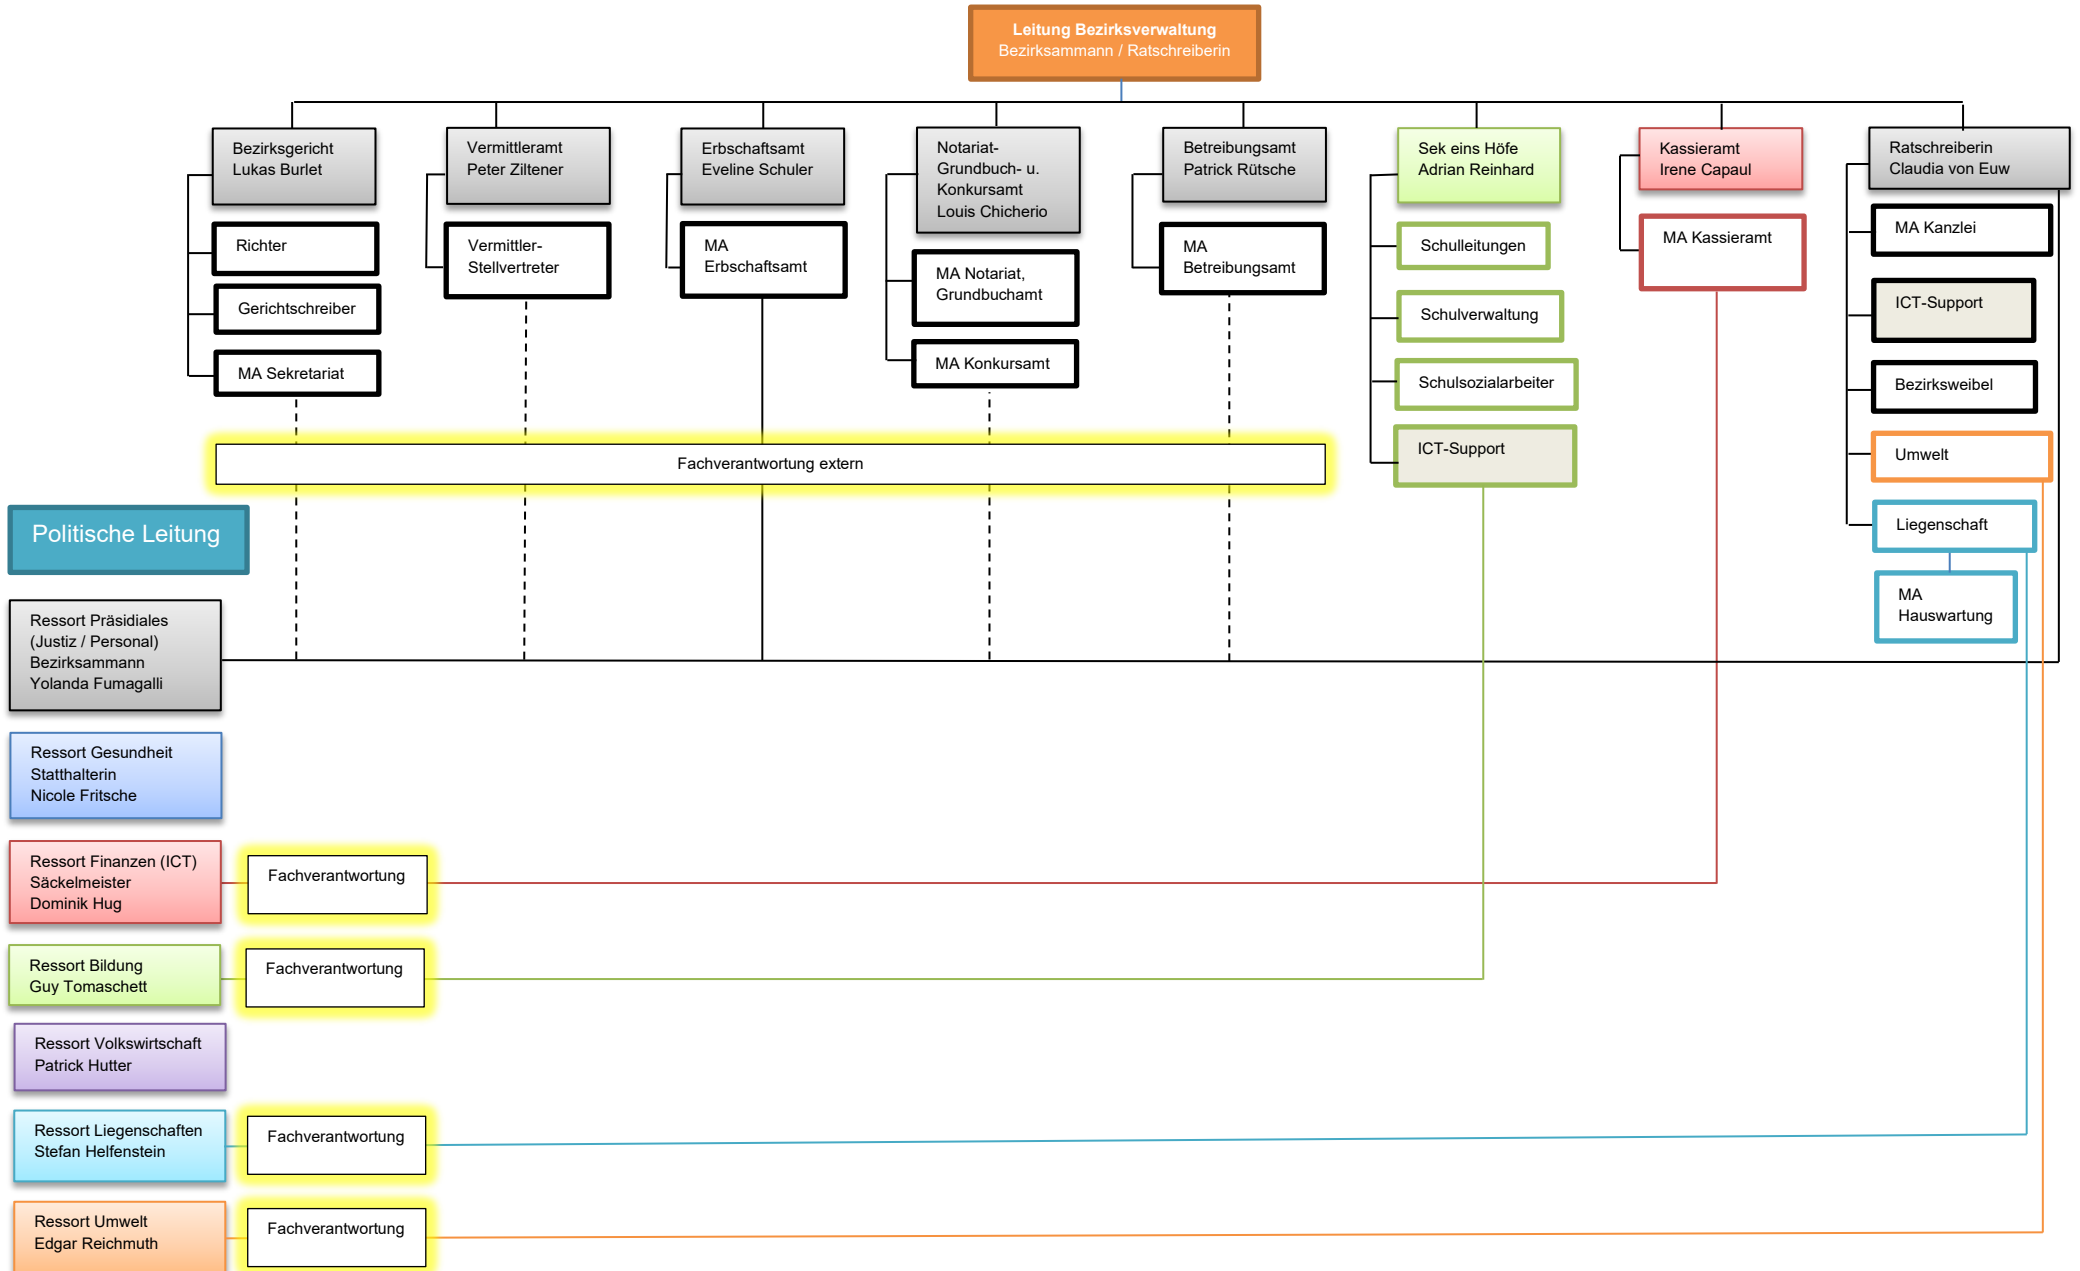 Leitung Bezirksverwaltung
Bezirksammann / Ratschreiberin
Bezirksgericht
Lukas Burlet
Richter
Gerichtschreiber
MA Sekretariat
Vermittleramt
Peter Ziltener
Vermittler-
Stellvertreter
Erbschaftsamt
Eveline Schuler
MA
Erbschaftsamt
Notariat-
Grundbuch- u.
Konkursamt
Louis Chicherio
MA Notariat,
Grundbuchamt
MA Konkursamt
Betreibungsamt
Patrick Rütsche
MA
Betreibungsamt
Sek eins Höfe
Adrian Reinhard
Schulleitungen
Schulverwaltung
Schulsozialarbeiter
ICT-Support
Kassieramt
Irene Capaul
MA Kassieramt
Ratschreiberin
Claudia von Euw
MA Kanzlei
ICT-Support
Bezirksweibel
Umwelt
Liegenschaft
MA
Hauswartung
Fachverantwortung extern
Politische Leitung
Ressort Präsidiales
(Justiz / Personal)
Bezirksammann
Yolanda Fumagalli
Ressort Gesundheit
Statthalterin
Nicole Fritsche
Ressort Finanzen (ICT)
Säckelmeister
Dominik Hug
Fachverantwortung
Ressort Bildung
Guy Tomaschett
Fachverantwortung
Ressort Volkswirtschaft
Patrick Hutter
Ressort Liegenschaften
Stefan Helfenstein
Fachverantwortung
Ressort Umwelt
Edgar Reichmuth
Fachverantwortung